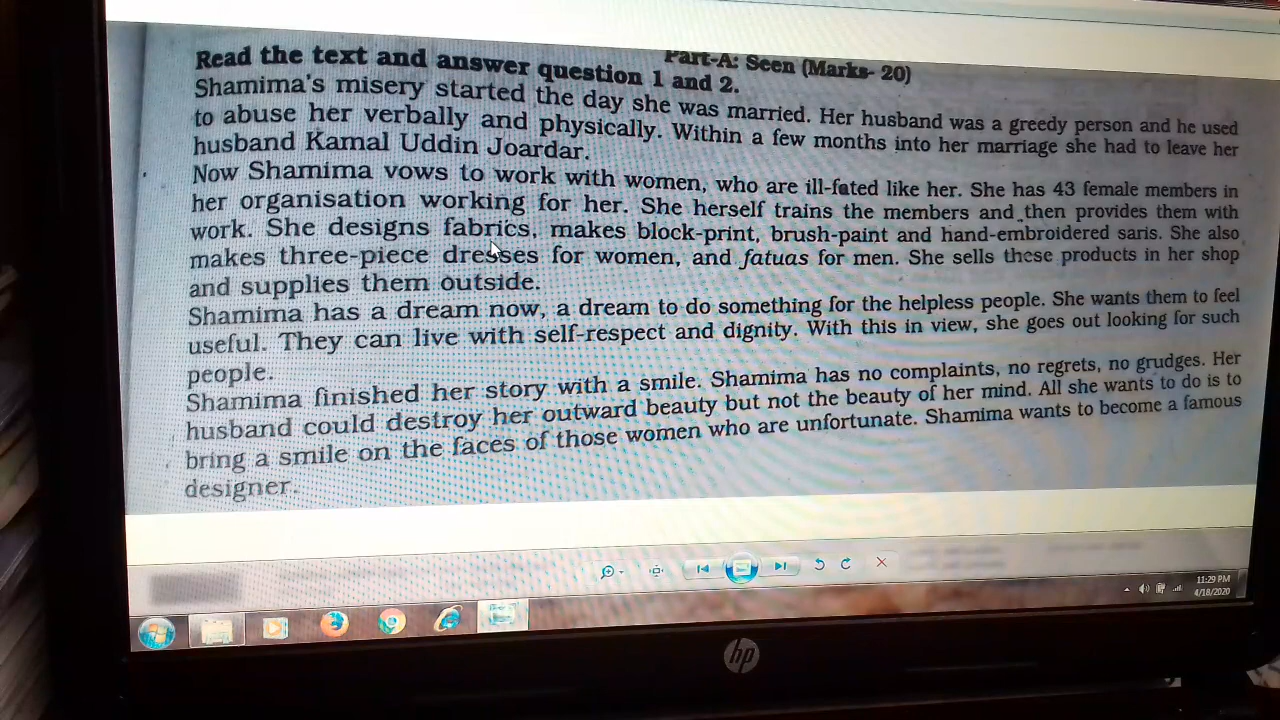 Part-A: Seen (Marks- 20)
Read the text and answer question 1 and 2.
Shamima's misery started the day she was married. Her husband was a greedy person and he used
to abuse her verbally and physically. Within a few months into her marriage she had to leave her
husband Kamal Uddin Joardar.
Now Shamima vows to work with women, who are ill-fated like her. She has 43 female members in
her organisation working for her. She herself trains the members and then provides them with
work. She designs fabrics, makes block-print, brush-paint and hand-embroidered saris. She also
makes three-piece dresses for women, and fatuas for men. She sells these products in her shop
and supplies them outside.
Shamima has a dream now, a dream to do something for the helpless people. She wants them to feel
useful. They can live with self-respect and dignity. With this in view, she goes out looking for such
people.
Shamima finished her story with a smile. Shamima has no complaints, no regrets, no grudges. Her
husband could destroy her outward beauty but not the beauty of her mind. All she wants to do is to
bring a smile on the faces of those women who are unfortunate. Shamima wants to become a famous
designer.
11:29 PM
4/18/2020
hp